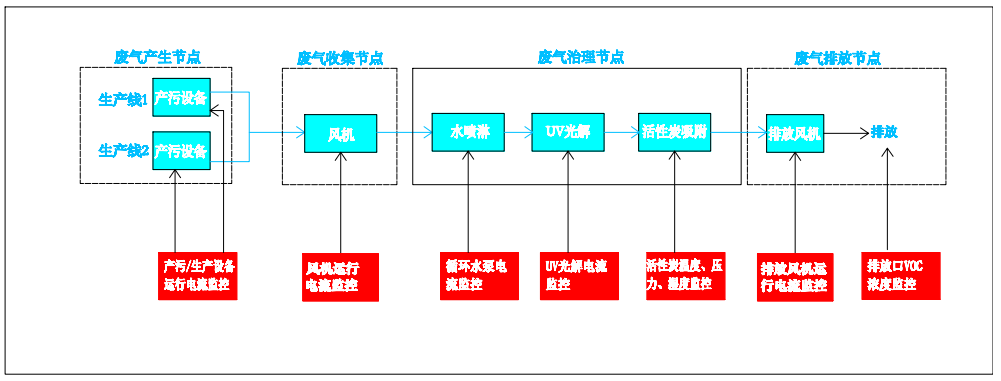 废气产生节点
废气收集节点
废气治理节点
废气排放节点
生产线1
产污设备
生产线2
产污设备
风机
水喷淋
UV光解
活性炭吸附
排放风机
排放
产污/生产设备
运行电流监控
风机运行
电流监控
循环水泵电
流监控
UV光解电流
监控
活性炭温度、压
力、湿度监控
排放风机运
行电流监控
排放口VOC
浓度监控